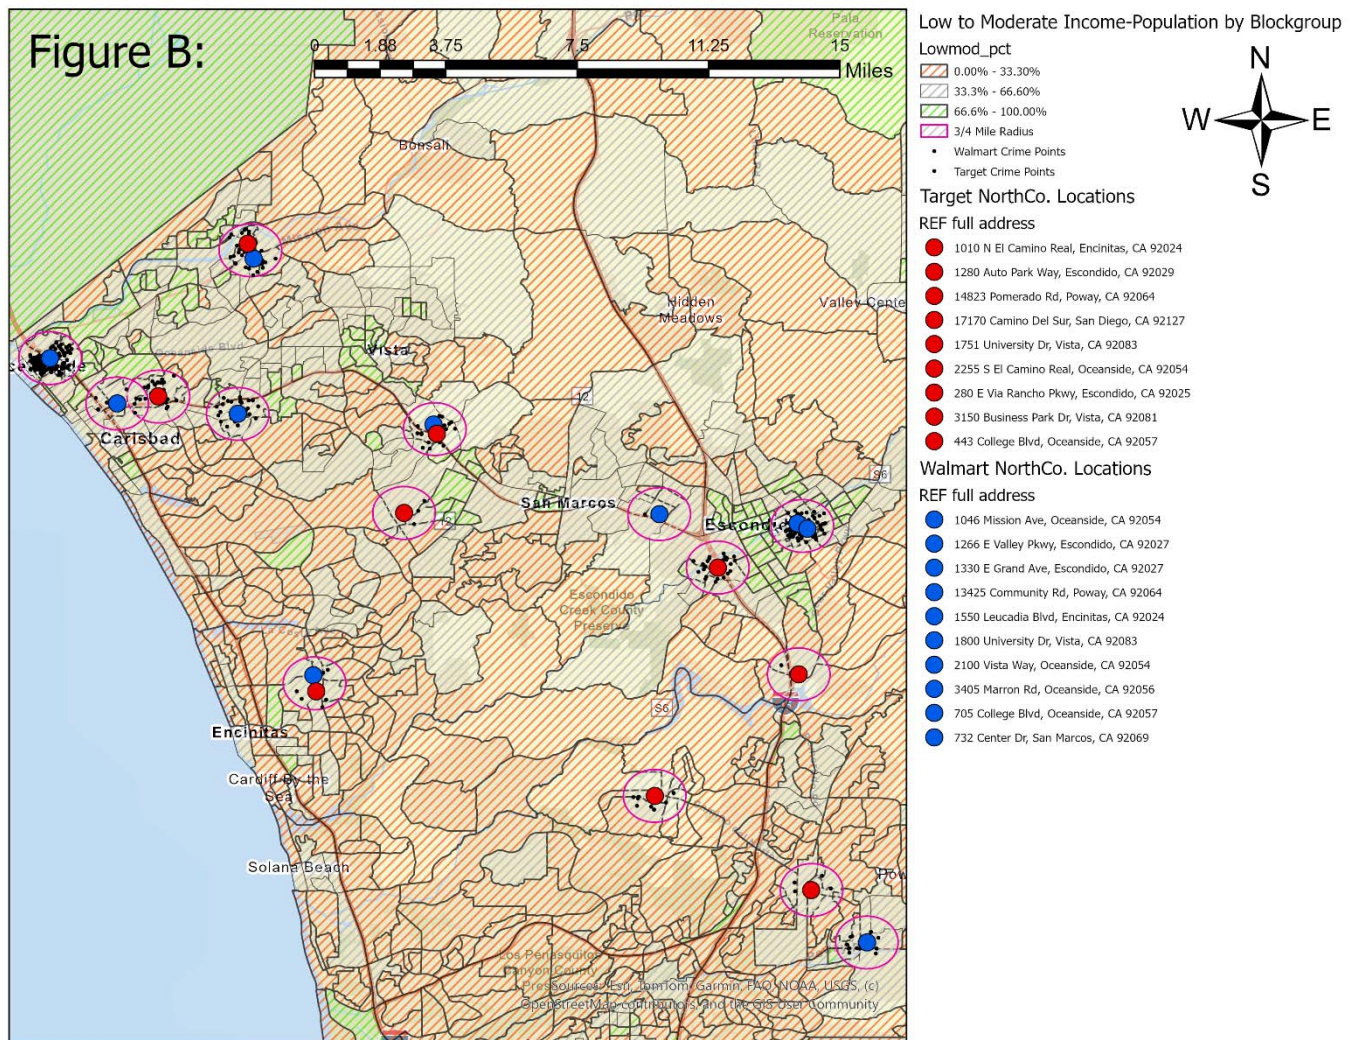 Figure B:
0 1.88 3.75 7.5 11.25 15
Miles
Pala
Reservation
Bonsall
Hidden
Meadows
Valley Cente
Vista
12
Carlsbad
S6
San Marcos
Escondid
12
Escondido
Creek County
Preserve
S6
Encinitas
Cardiff By the
Sea
Solana Beach
Pow
Los Penasquitos
Canyon County
Pres
Sources: Esri, TomTom, Garmin, FAO, NOAA, USGS, (c)
OpenStreetMap contributors, and the GIS User Community
Low to Moderate Income-Population by Blockgroup
Lowmod_pct
0.00% - 33.30%
33.3% - 66.60%
66.6% - 100.00%
3/4 Mile Radius
Walmart Crime Points
Target Crime Points
N
W E
S
Target NorthCo. Locations
REF full address
1010 N El Camino Real, Encinitas, CA 92024
1280 Auto Park Way, Escondido, CA 92029
14823 Pomerado Rd, Poway, CA 92064
17170 Camino Del Sur, San Diego, CA 92127
1751 University Dr, Vista, CA 92083
2255 S El Camino Real, Oceanside, CA 92054
280 E Via Rancho Pkwy, Escondido, CA 92025
3150 Business Park Dr, Vista, CA 92081
443 College Blvd, Oceanside, CA 92057
Walmart NorthCo. Locations
REF full address
1046 Mission Ave, Oceanside, CA 92054
1266 E Valley Pkwy, Escondido, CA 92027
1330 E Grand Ave, Escondido, CA 92027
13425 Community Rd, Poway, CA 92064
1550 Leucadia Blvd, Encinitas, CA 92024
1800 University Dr, Vista, CA 92083
2100 Vista Way, Oceanside, CA 92054
3405 Marron Rd, Oceanside, CA 92056
705 College Blvd, Oceanside, CA 92057
732 Center Dr, San Marcos, CA 92069